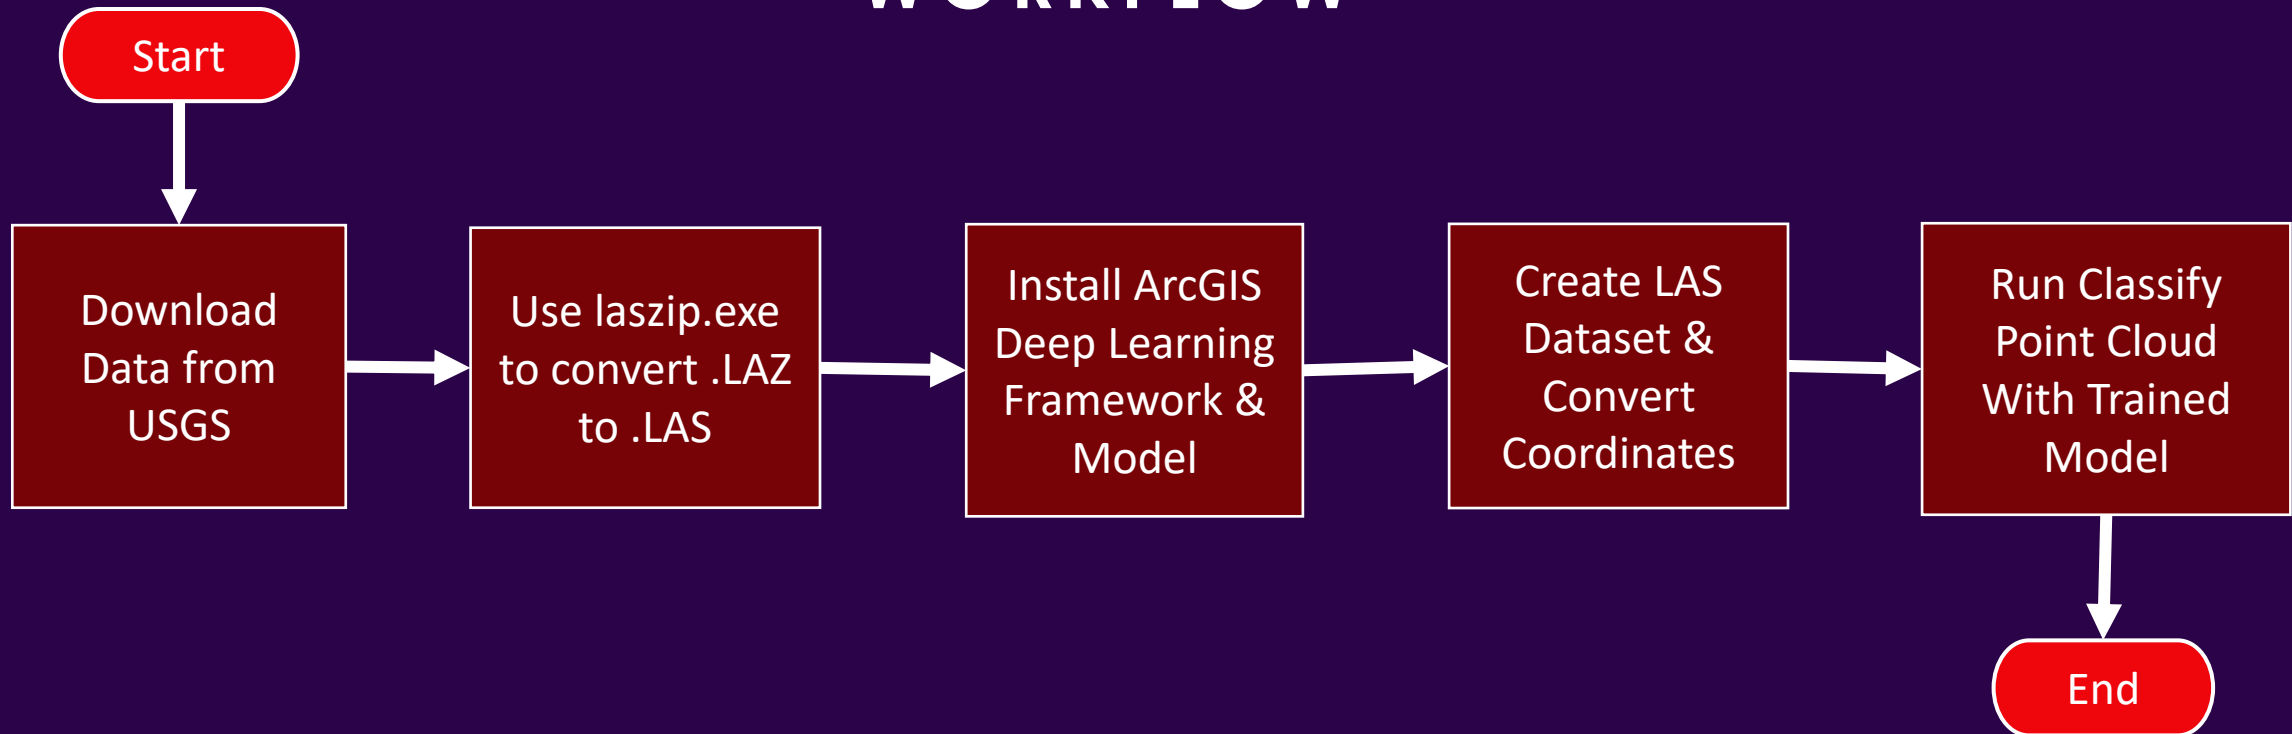 WORKFLOW
Start
Download
Data from
USGS
Use laszip.exe
to convert .LAZ
to .LAS
Install ArcGIS
Deep Learning
Framework &
Model
Create LAS
Dataset &
Convert
Coordinates
Run Classify
Point Cloud
With Trained
Model
End